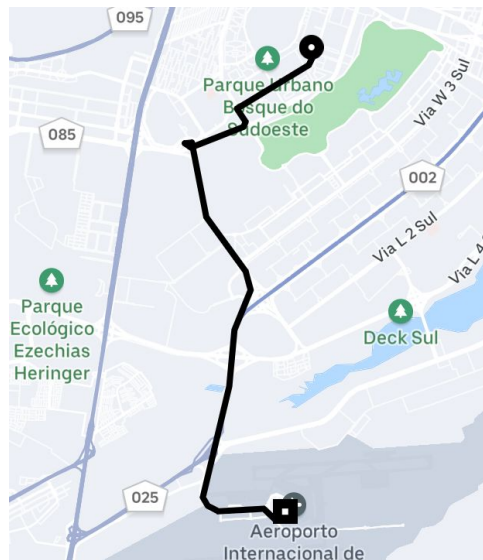 095
Parque Urbano
Bosque do
Sudoeste
085
Via W 3 Sul
002
Via L 2 Sul
Via L 4
Parque
Ecológico
Ezechias
Heringer
Deck Sul
025
Aeroporto
Internacional de